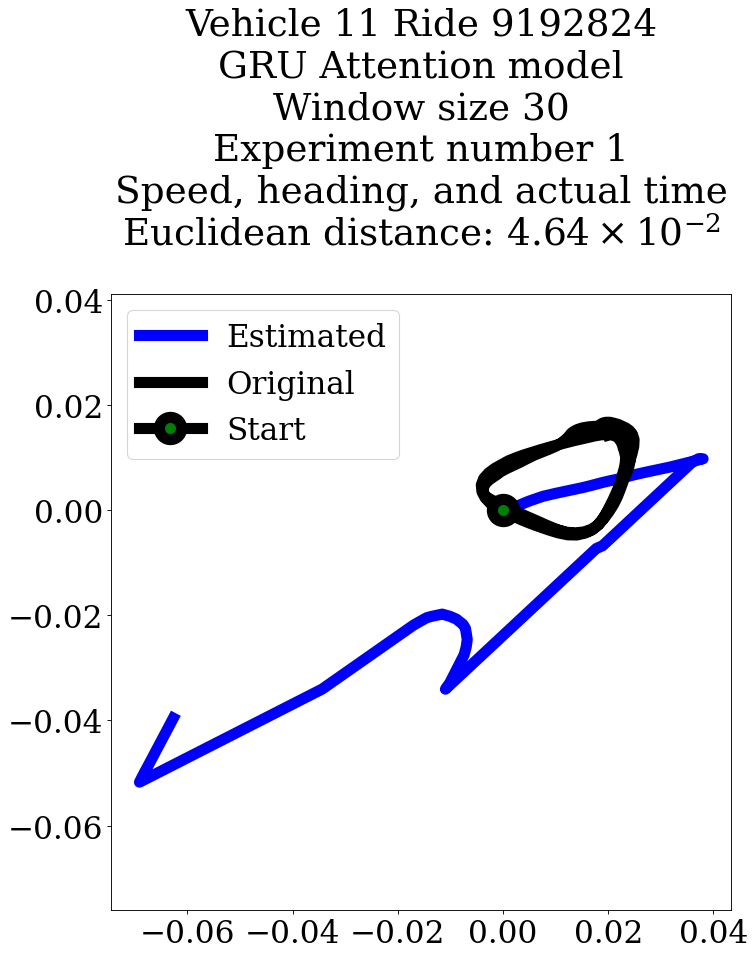 Vehicle 11 Ride 9192824
GRU Attention model
Window size 30
Experiment number 1
Speed, heading, and actual time
Euclidean distance: 4.64 × 10⁻²
0.04
Estimated
Original
Start
0.02
0.00
−0.02
−0.04
−0.06
−0.06 −0.04 −0.02 0.00 0.02 0.04